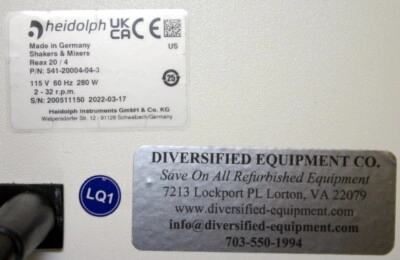 heidolph UK CA CE
Made in Germany
Shakers & Mixers
Reax 20 / 4
P/N: 541-20004-04-3
US
115 V 60 Hz 280 W
2 - 32 r.p.m.
S/N: 200511150 2022-03-17
25
Heidolph Instruments GmbH & Co. KG
Walpersdorfer Str. 12 - 91126 Schwabach/Germany
LQ1
DIVERSIFIED EQUIPMENT CO.
Save On All Refurbished Equipment
7213 Lockport PL Lorton, VA 22079
www.diversified-equipment.com
info@diversified-equipment.com
703-550-1994